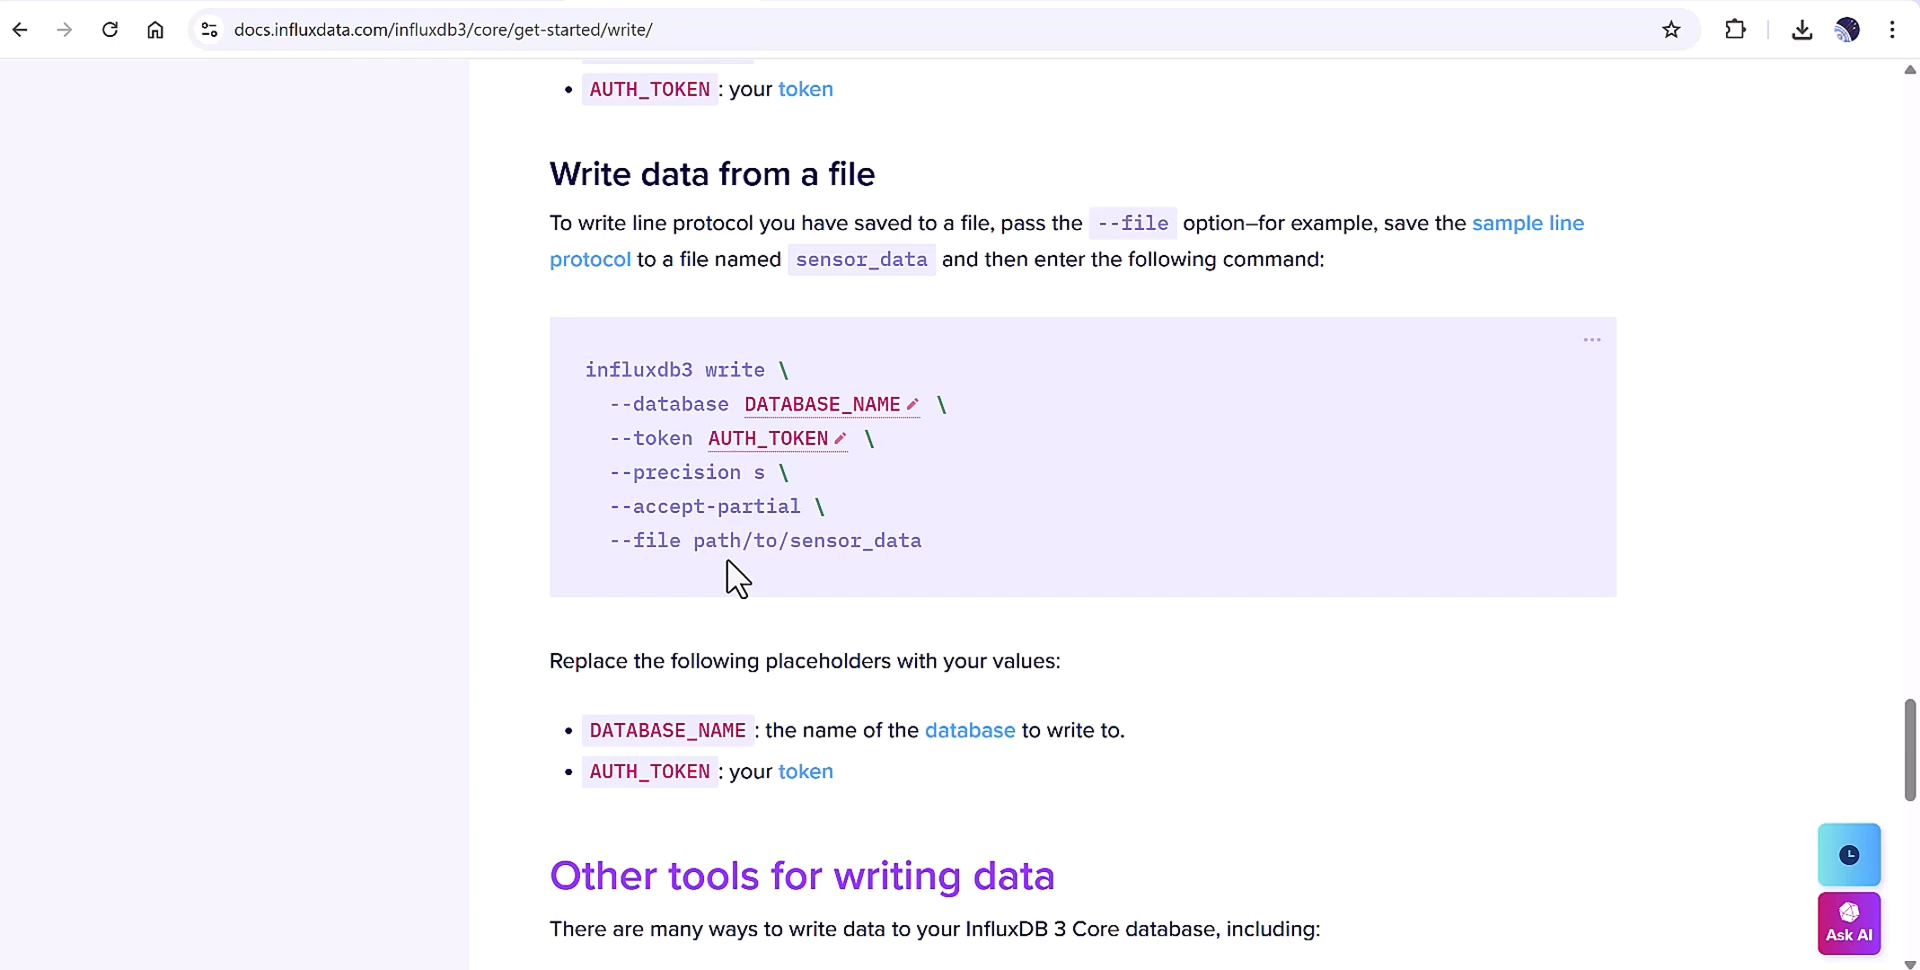 docs.influxdata.com/influxdb3/core/get-started/write/
• AUTH_TOKEN : your token
Write data from a file
To write line protocol you have saved to a file, pass the --file option–for example, save the sample line
protocol to a file named sensor_data and then enter the following command:
influxdb3 write \
--database DATABASE_NAME \
--token AUTH_TOKEN \
--precision s \
--accept-partial \
--file path/to/sensor_data
Replace the following placeholders with your values:
• DATABASE_NAME : the name of the database to write to.
• AUTH_TOKEN : your token
Other tools for writing data
There are many ways to write data to your InfluxDB 3 Core database, including:
Ask AI